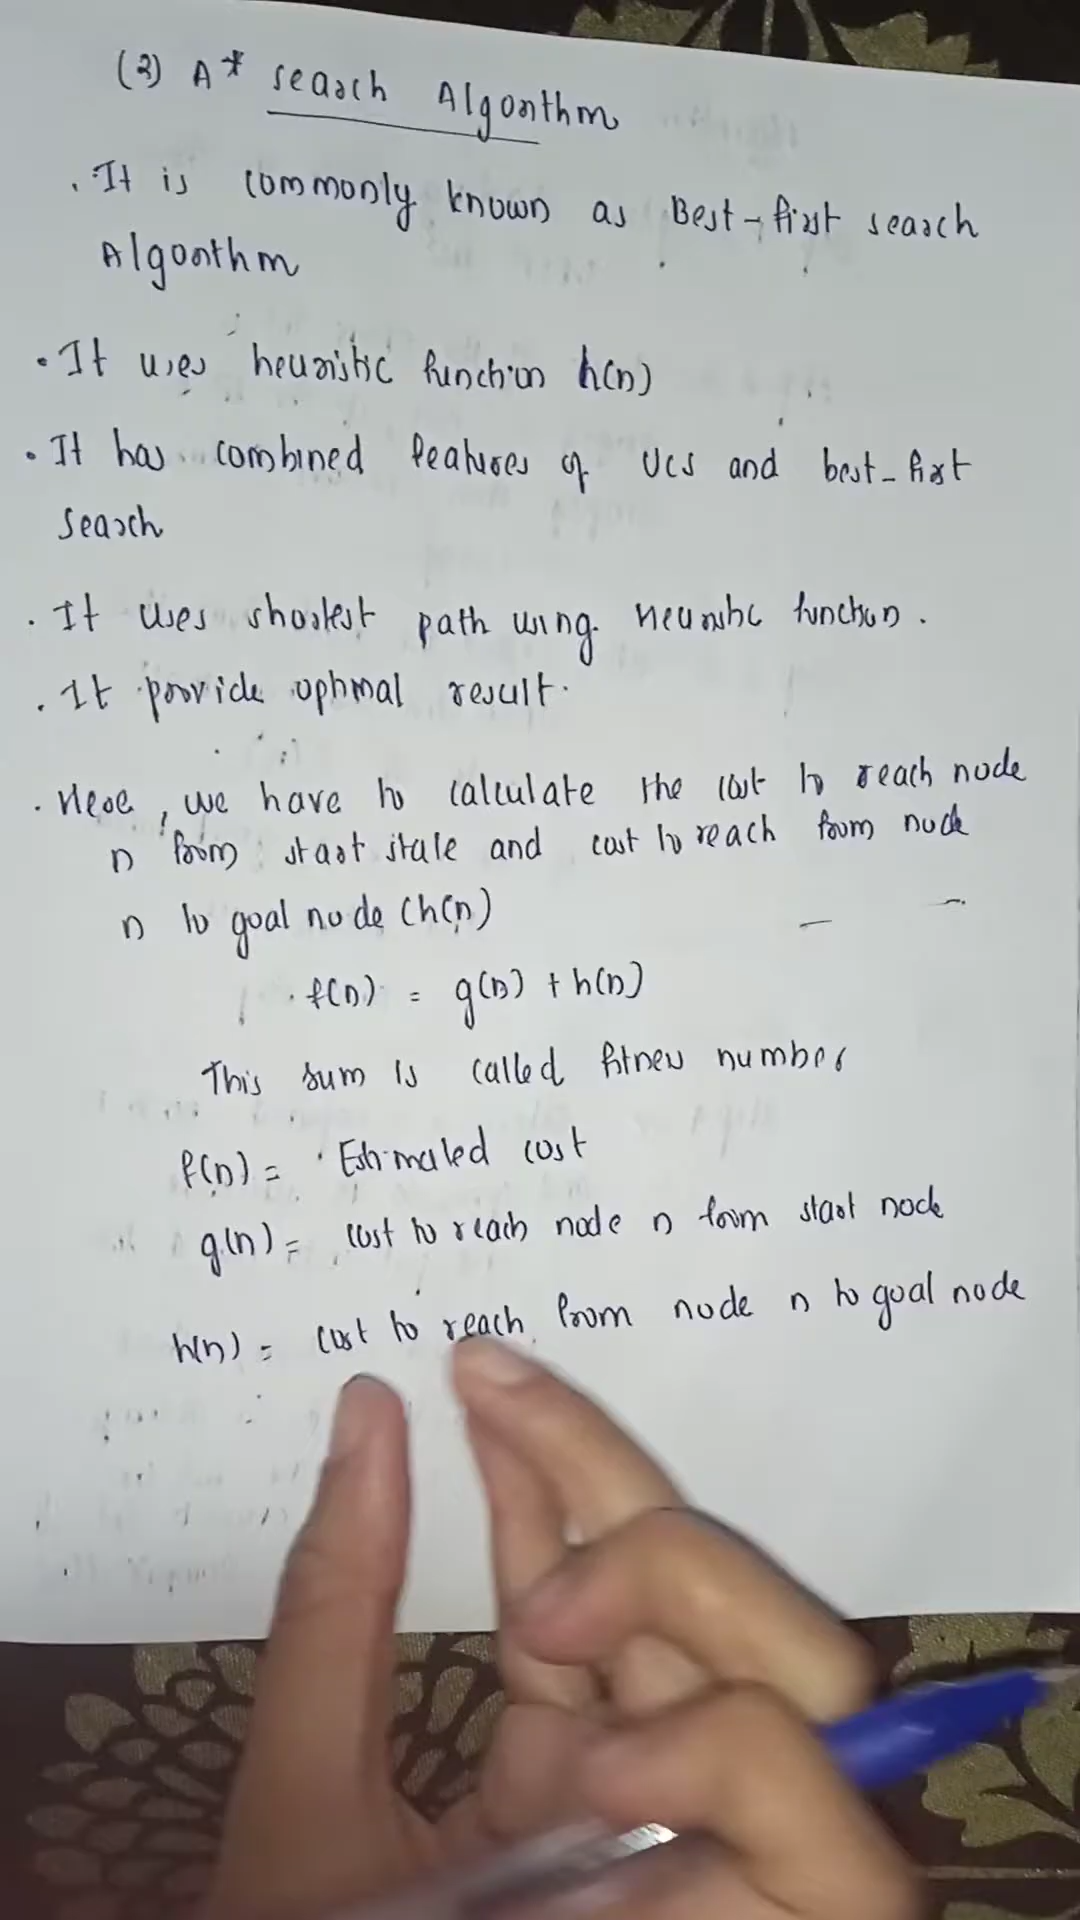 (2) A* search Algorithm
. It is commonly known as Best-first search
Algorithm
. It uses heuristic function h(n)
. It has combined features of UCS and best-first
search
. It uses shortest path using heuristic function.
. It provide optimal result.
. Here, we have to calculate the cost to reach node
n from start state and cost to reach from node
n to goal node (h(n)
f(n) = g(n) + h(n)
This sum is called fitness number
f(n) = Estimated cost
g(n) = cost to reach node n from start node
h(n) = cost to reach from node n to goal node